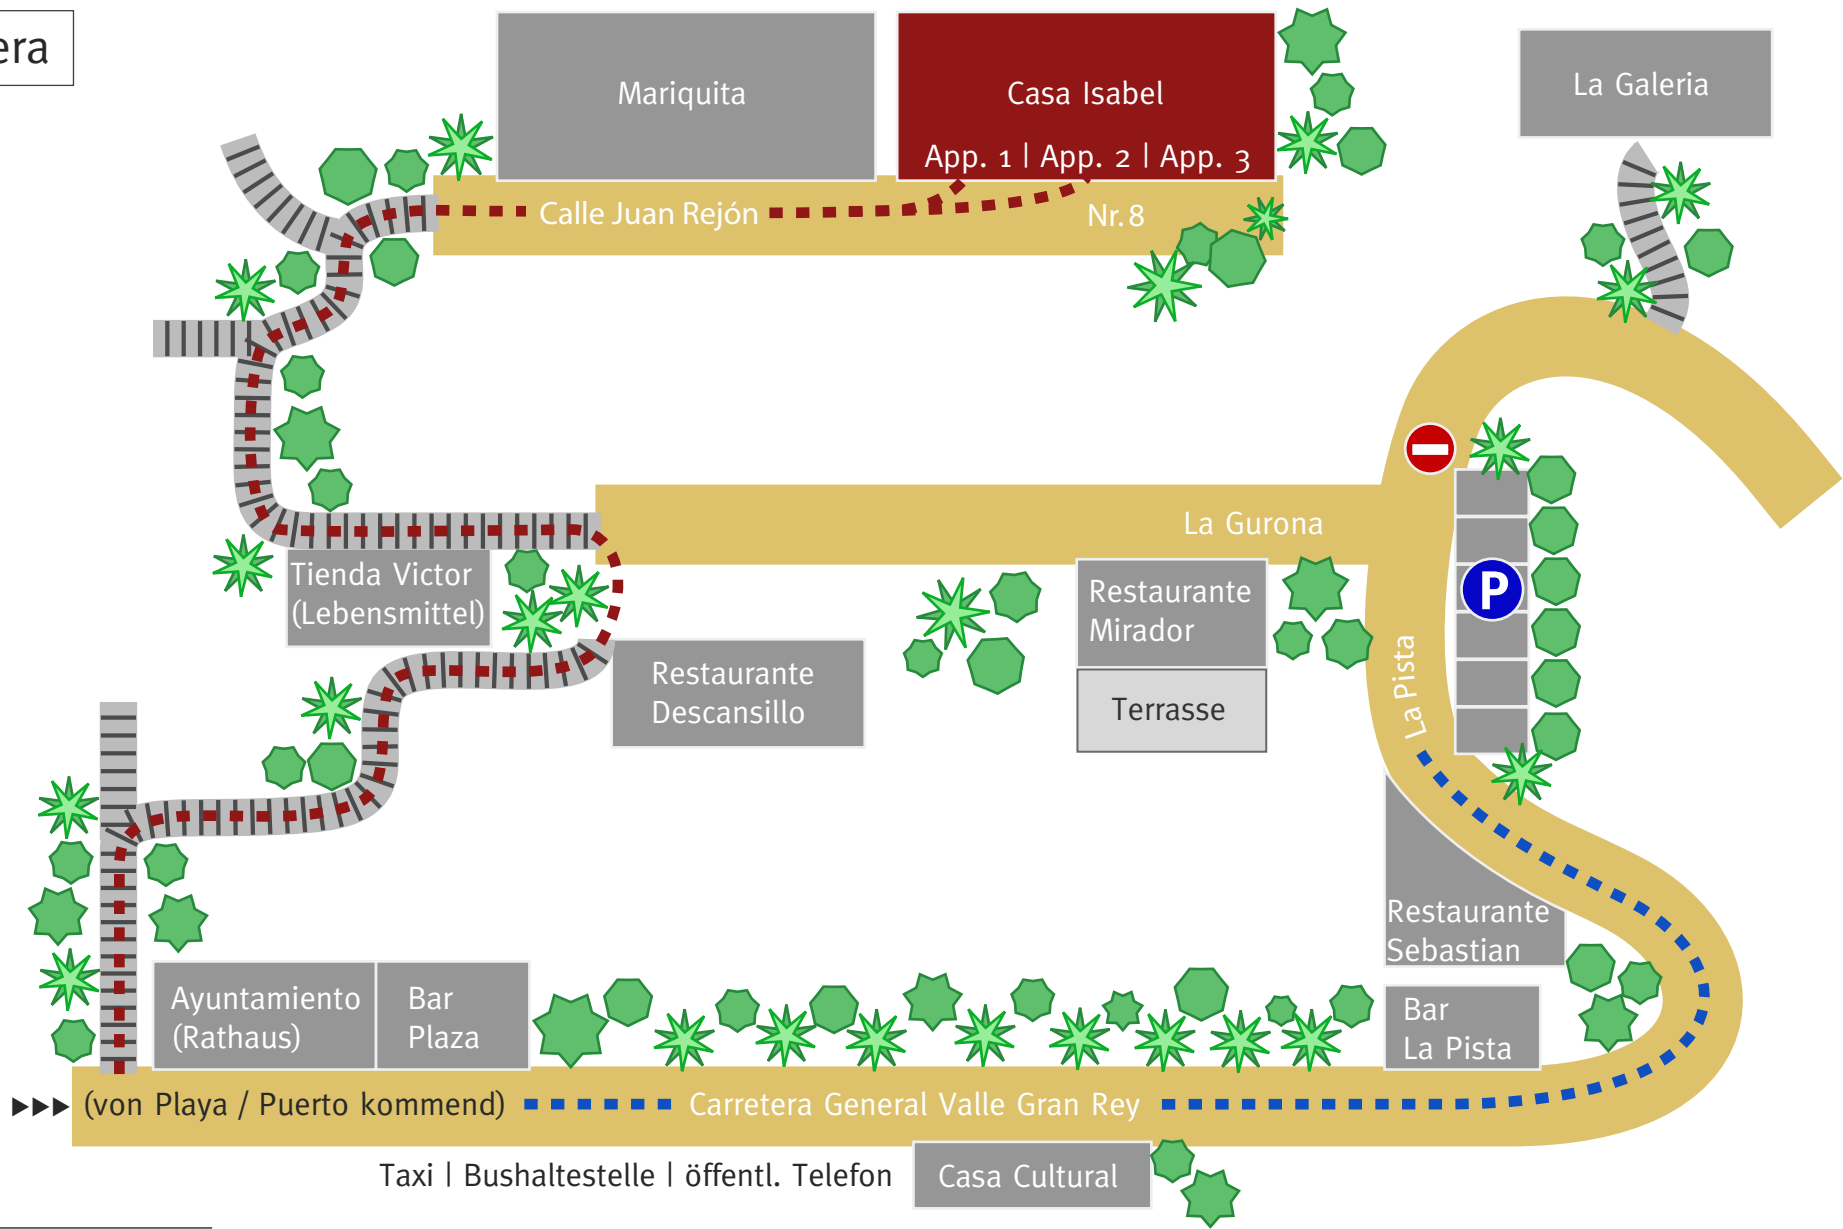 era
Mariquita
Casa Isabel
App. 1 | App. 2 | App. 3
La Galeria
Calle Juan Rejón
Nr. 8
La Gurona
Tienda Victor
(Lebensmittel)
Restaurante
Mirador
Terrasse
P
La Pista
Restaurante
Descansillo
Restaurante
Sebastian
Ayuntamiento
(Rathaus)
Bar
Plaza
Bar
La Pista
(von Playa / Puerto kommend)
Carretera General Valle Gran Rey
Taxi | Bushaltestelle | öffentl. Telefon
Casa Cultural